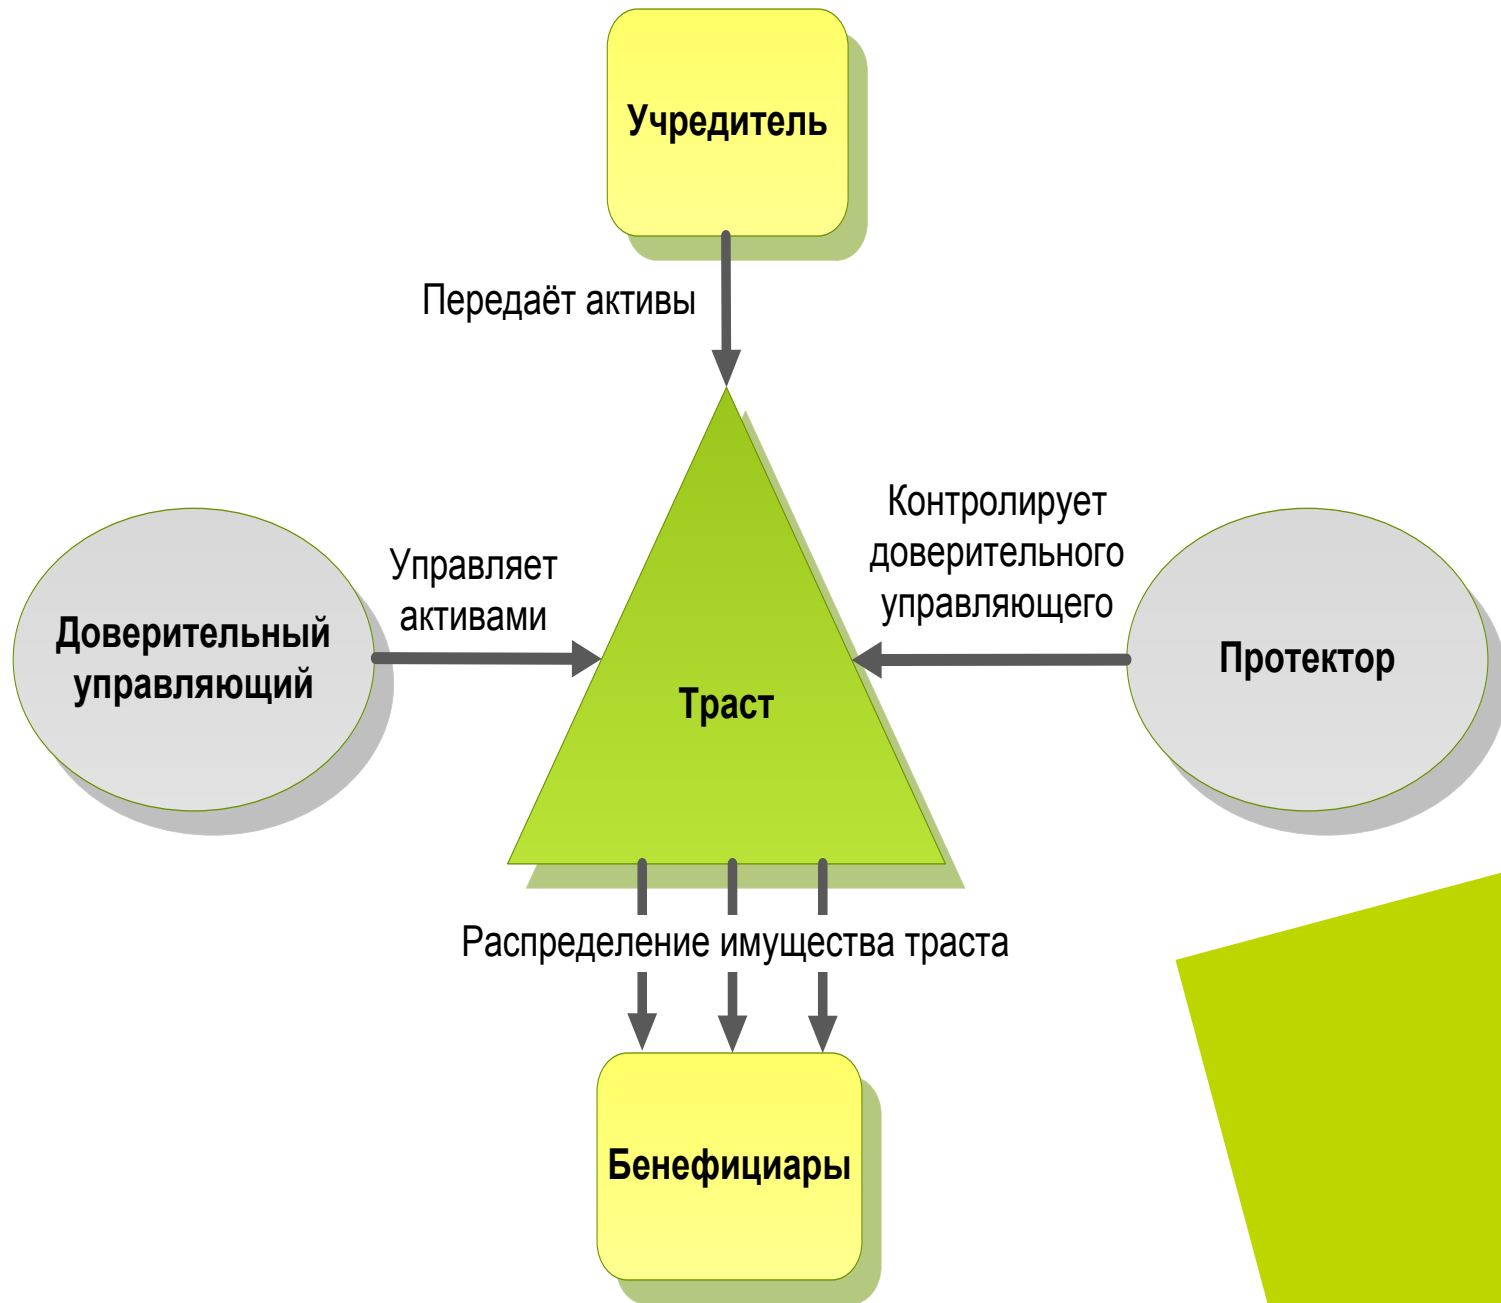 Учредитель
Передаёт активы
Контролирует
доверительного
управляющего
Управляет
активами
Доверительный
управляющий
Траст
Протектор
Распределение имущества траста
Бенефициары